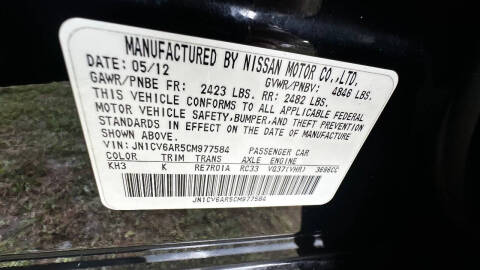 MANUFACTURED BY NISSAN MOTOR CO.,LTD.
DATE: 05/12 GVWR/PNBV: 4846 LBS.
GAWR/PNBE FR: 2423 LBS. RR: 2482 LBS.
THIS VEHICLE CONFORMS TO ALL APPLICABLE FEDERAL
MOTOR VEHICLE SAFETY,BUMPER,AND THEFT PREVENTION
STANDARDS IN EFFECT ON THE DATE OF MANUFACTURE
SHOWN ABOVE.
VIN: JN1CV6AR5CM977584 PASSENGER CAR
COLOR TRIM TRANS AXLE ENGINE
KH3 K RE7R01A RC33 VQ37(VHR) 3696CC
JN1CV6AR5CM977584